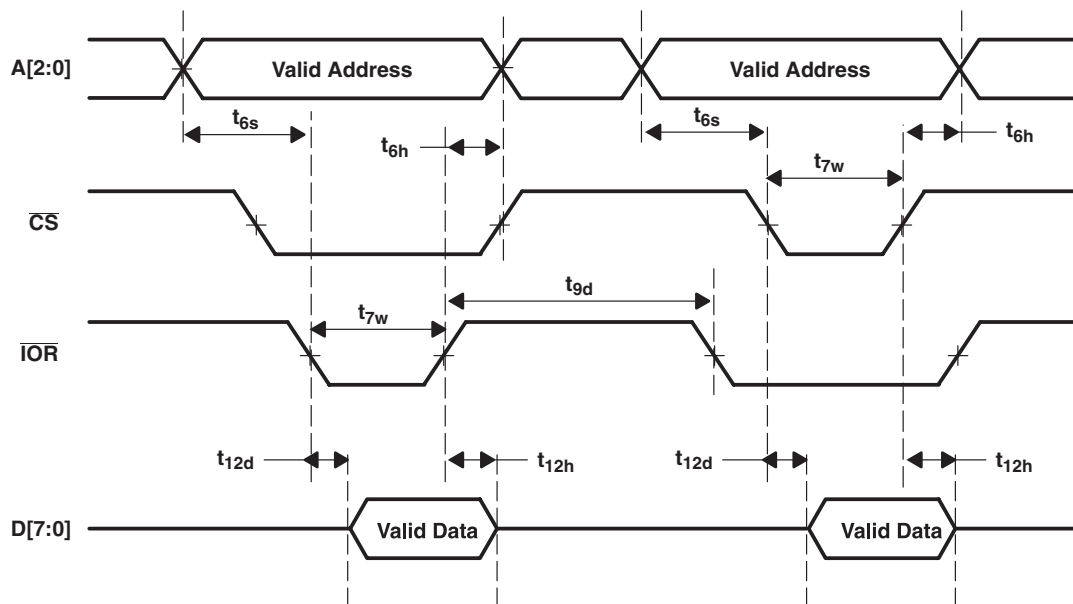 A[2:0] Valid Address Valid Address
t6s t6h t6s t6h
t7w
CS
t9d
t7w
IOR
t12d t12h t12d t12h
D[7:0] Valid Data Valid Data